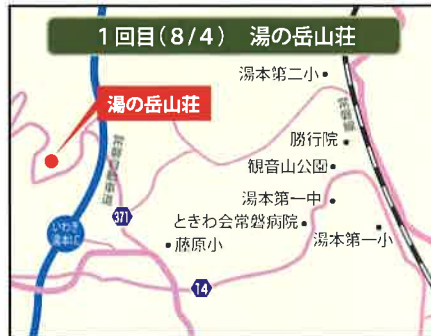 1回目(8/4) 湯の岳山荘
湯本第二小
湯の岳山荘
常磐線
勝行院
観音山公園
常磐自動車道
湯本第一中
371
ときわ会常磐病院
いわき
湯本I.C
藤原小
湯本第一小
14